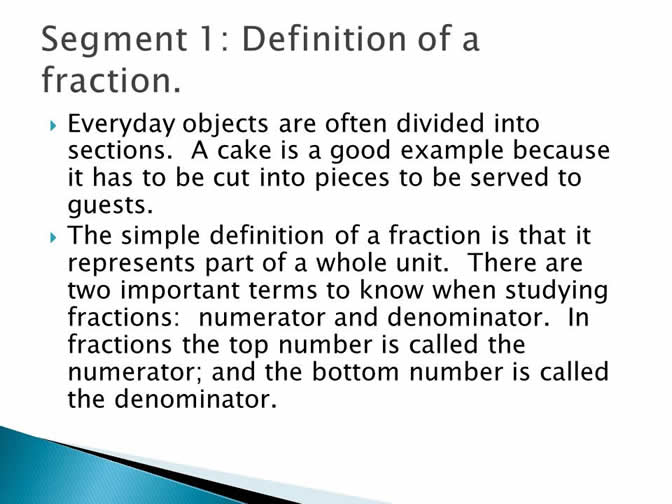 Segment 1: Definition of a
fraction.
Everyday objects are often divided into
sections.  A cake is a good example because
it has to be cut into pieces to be served to
guests.
The simple definition of a fraction is that it
represents part of a whole unit.  There are
two important terms to know when studying
fractions:  numerator and denominator.  In
fractions the top number is called the
numerator; and the bottom number is called
the denominator.